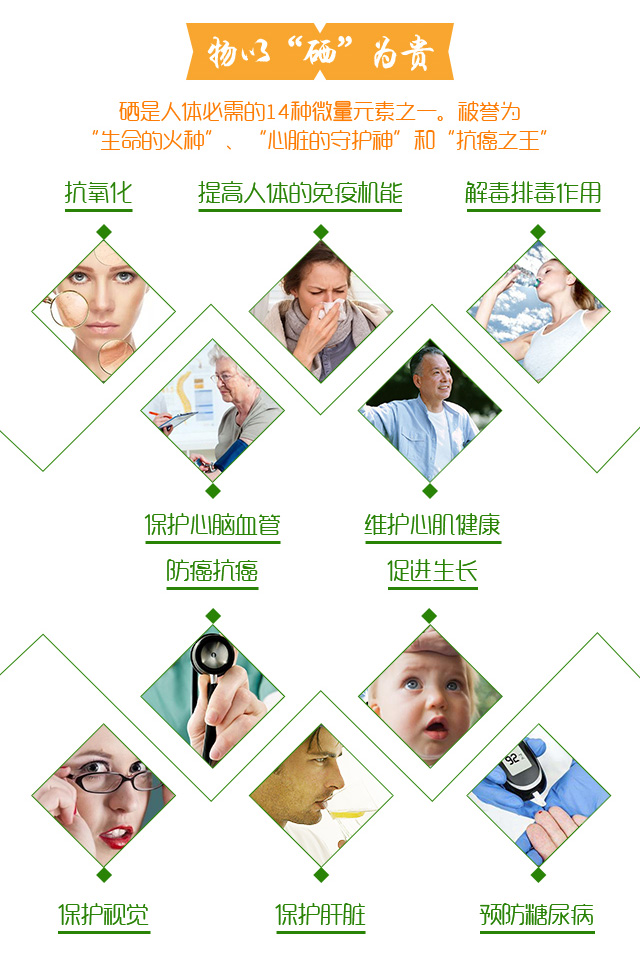 物以“硒”为贵
硒是人体必需的14种微量元素之一。被誉为
“生命的火种”、“心脏的守护神”和“抗癌之王”
抗氧化
提高人体的免疫机能
解毒排毒作用
保护心脑血管
维护心肌健康
防癌抗癌
促进生长
92
保护视觉
保护肝脏
预防糖尿病